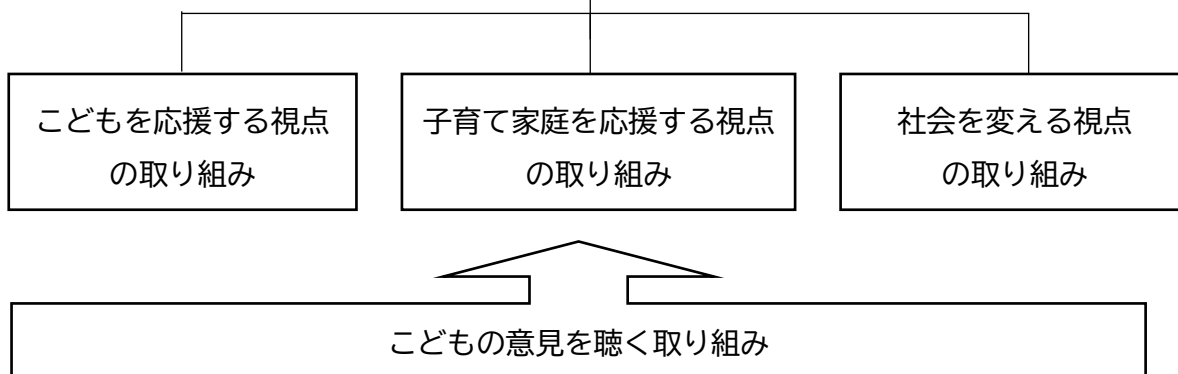 こどもを応援する視点
の取り組み
子育て家庭を応援する視点
の取り組み
社会を変える視点
の取り組み
こどもの意見を聴く取り組み